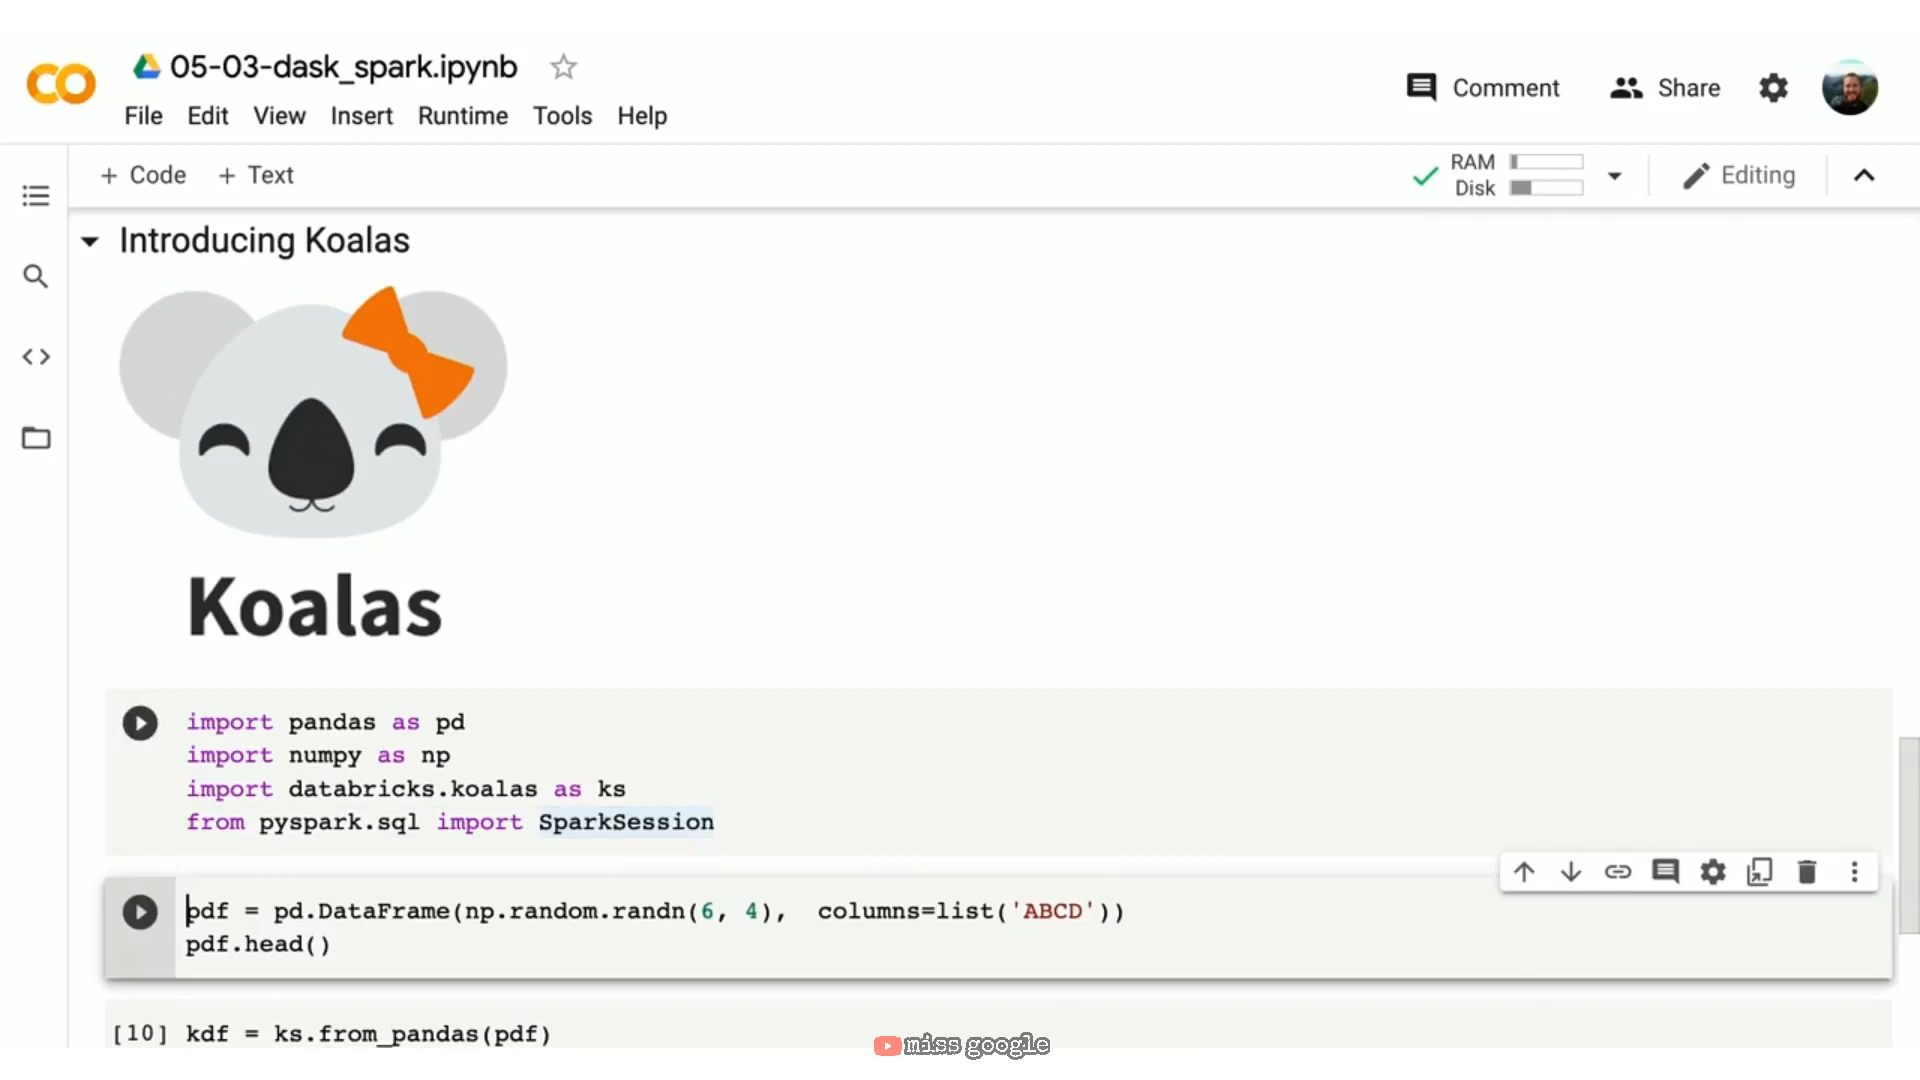 05-03-dask_spark.ipynb
File Edit View Insert Runtime Tools Help
Comment Share
+ Code + Text
RAM
Disk
Editing
Introducing Koalas
Koalas
import pandas as pd
import numpy as np
import databricks.koalas as ks
from pyspark.sql import SparkSession
pdf = pd.DataFrame(np.random.randn(6, 4),  columns=list('ABCD'))
pdf.head()
[10] kdf = ks.from_pandas(pdf)
miss google